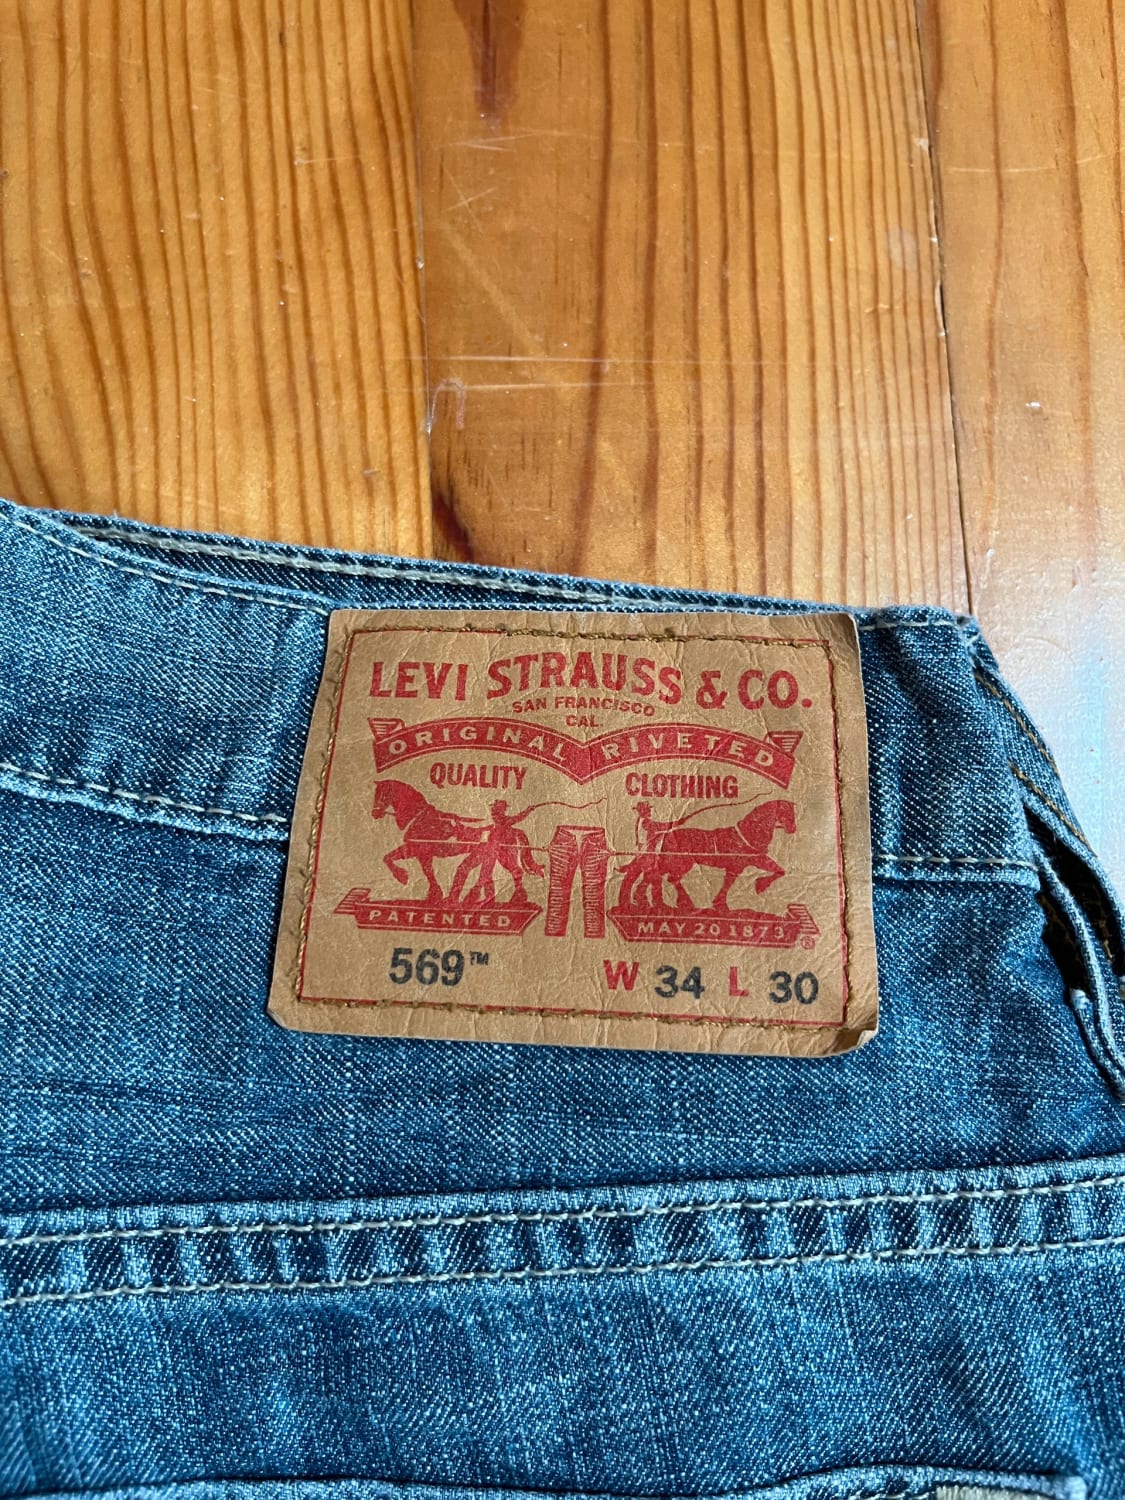 LEVI STRAUSS & CO.
SAN FRANCISCO
CAL.
ORIGINAL RIVETED
QUALITY CLOTHING
PATENTED MAY 20 1873 ®
569™ W 34 L 30